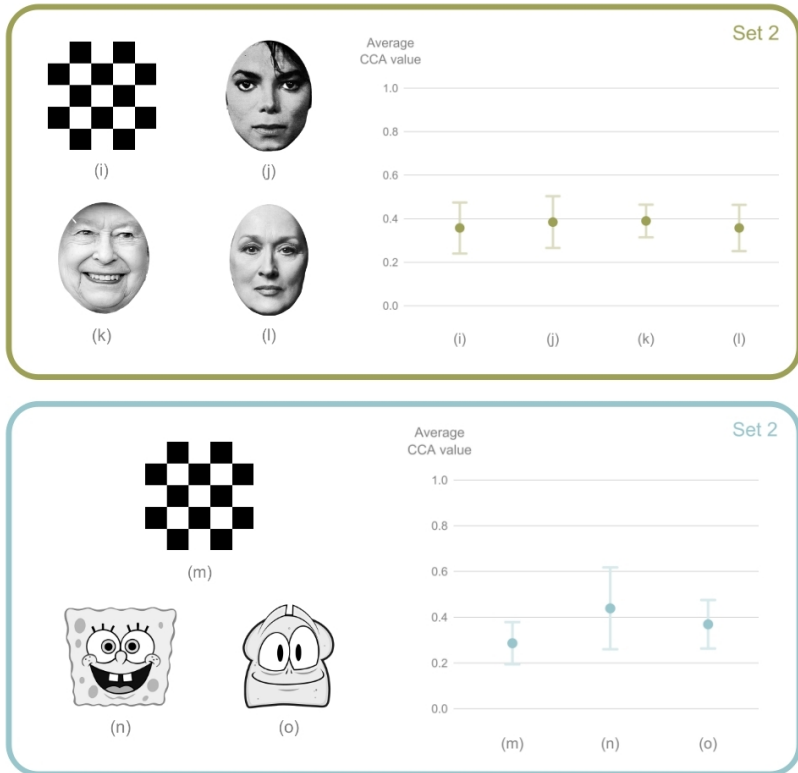 Set 2
Average
CCA value
1.0
0.8
0.6
0.4
0.2
0.0
(i)
(j)
(k)
(l)
(i)
(j)
(k)
(l)
Set 2
Average
CCA value
1.0
0.8
0.6
0.4
0.2
0.0
(m)
(n)
(o)
(m)
(n)
(o)